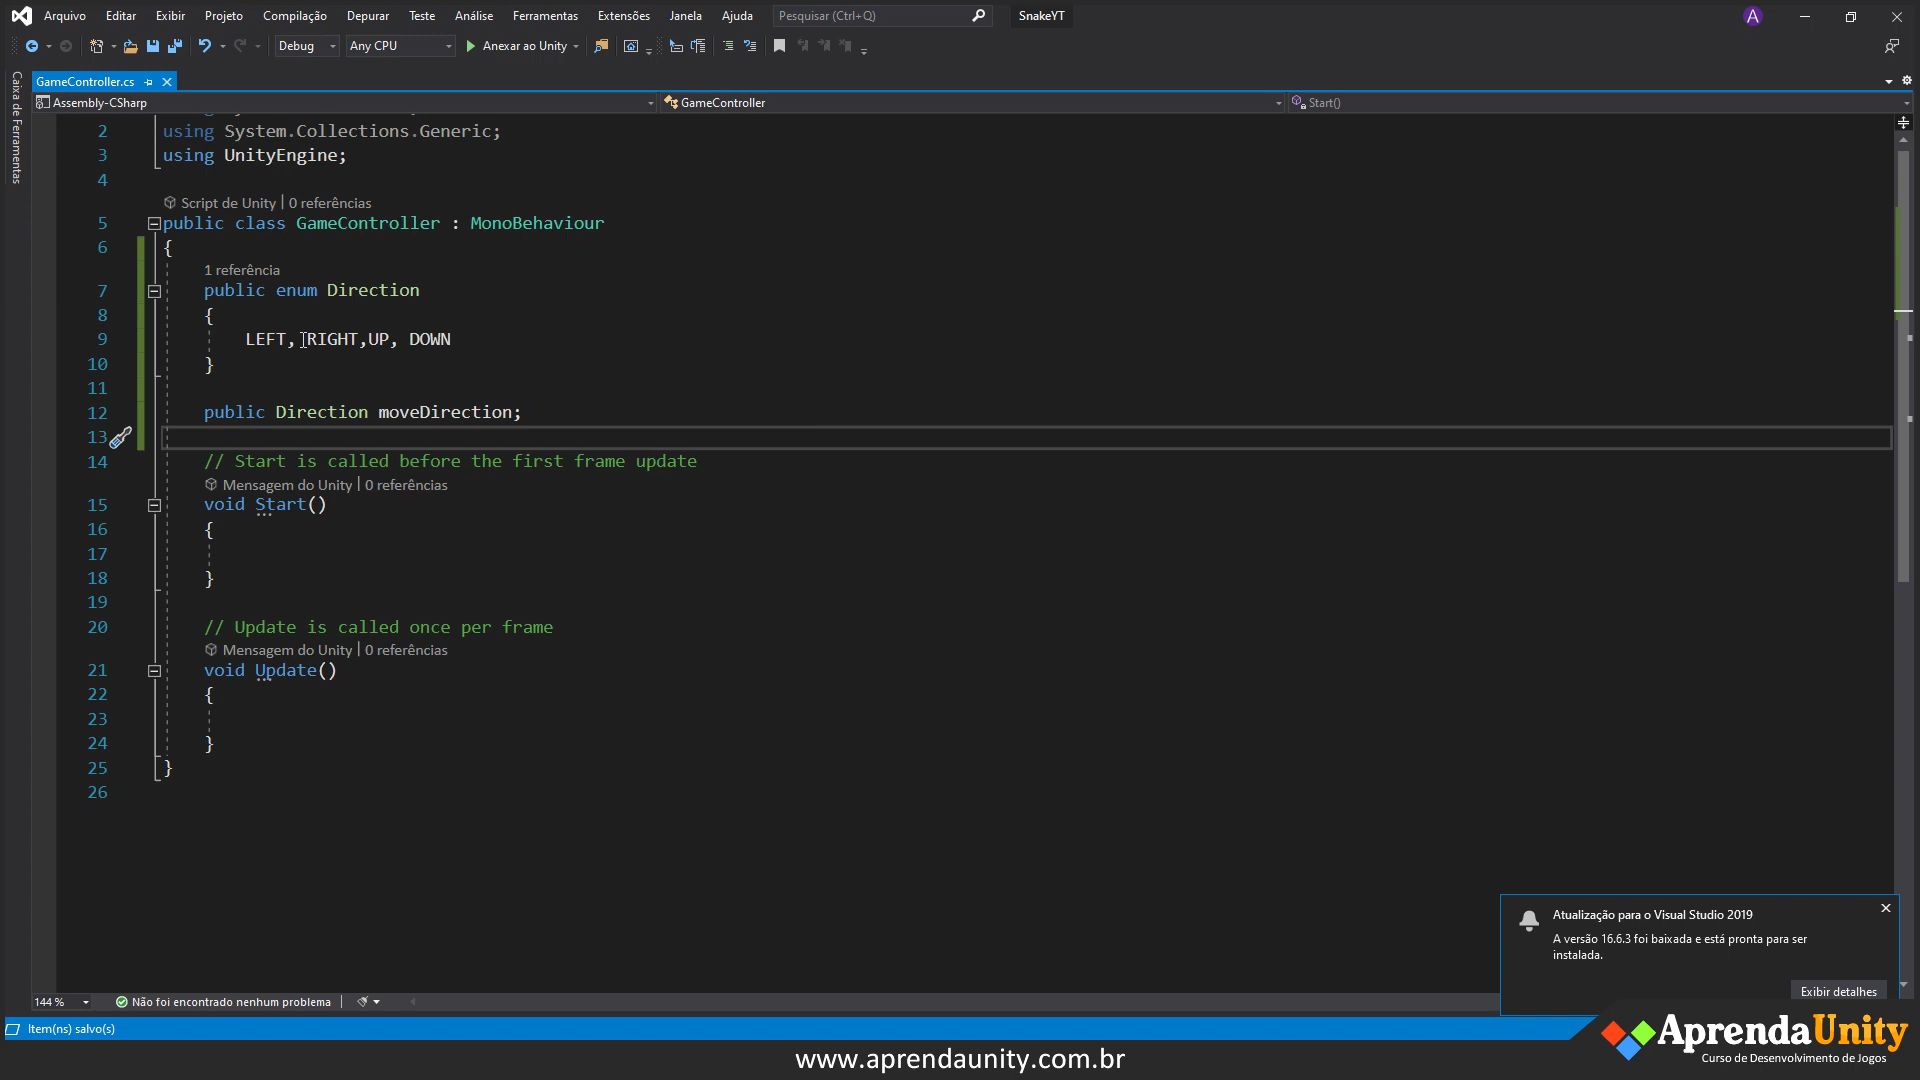 Arquivo Editar Exibir Projeto Compilação Depurar Teste Análise Ferramentas Extensões Janela Ajuda Pesquisar (Ctrl+Q) SnakeYT A
Debug Any CPU Anexar ao Unity
Caixa de Ferramentas
GameController.cs
Assembly-CSharp GameController Start()
2 using System.Collections.Generic;
3 using UnityEngine;
4
Script de Unity | 0 referências
5 public class GameController : MonoBehaviour
6 {
1 referência
7 public enum Direction
8 {
9 LEFT, RIGHT,UP, DOWN
10 }
11
12 public Direction moveDirection;
13
14 // Start is called before the first frame update
Mensagem do Unity | 0 referências
15 void Start()
16 {
17
18 }
19
20 // Update is called once per frame
Mensagem do Unity | 0 referências
21 void Update()
22 {
23
24 }
25 }
26
Atualização para o Visual Studio 2019
A versão 16.6.3 foi baixada e está pronta para ser
instalada.
Exibir detalhes
144 % Não foi encontrado nenhum problema
Item(ns) salvo(s)
AprendaUnity
Curso de Desenvolvimento de Jogos
www.aprendaunity.com.br